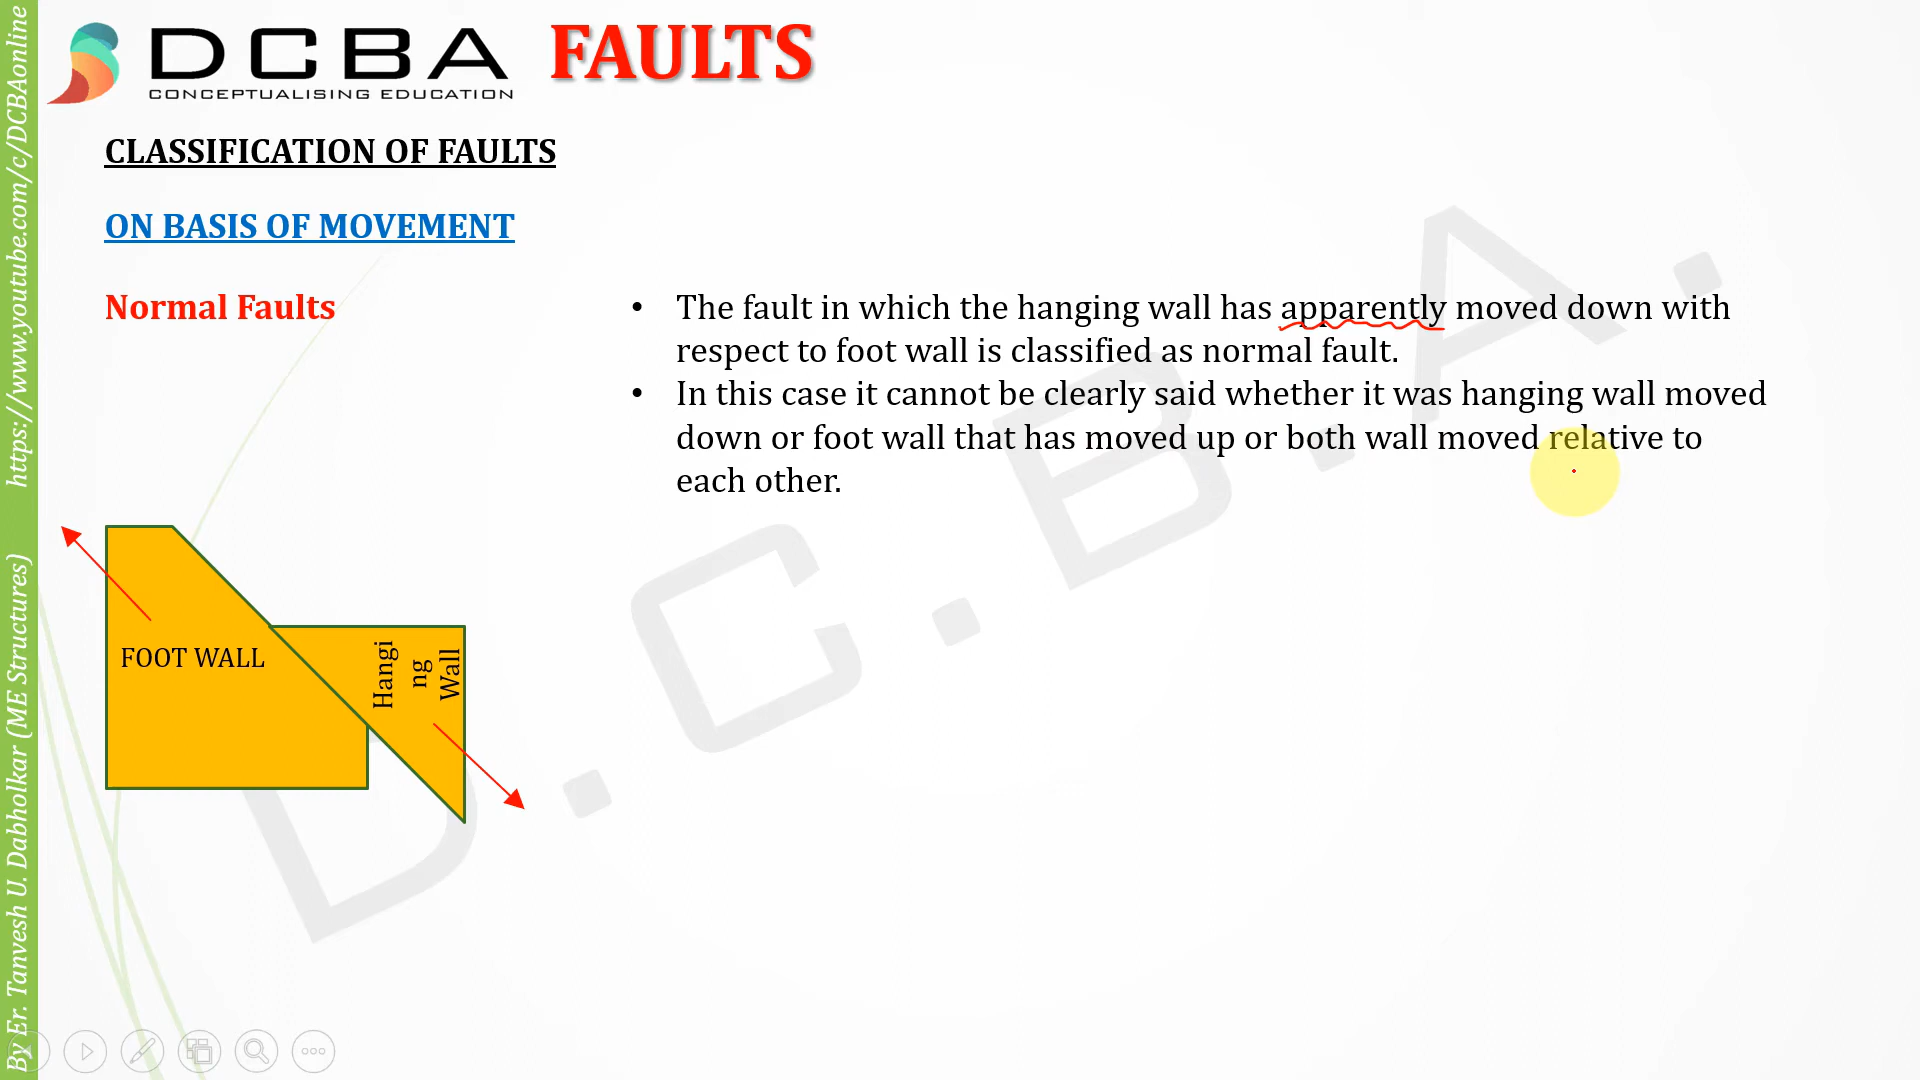 DCBA
CONCEPTUALISING EDUCATION
FAULTS
CLASSIFICATION OF FAULTS
ON BASIS OF MOVEMENT
Normal Faults
• The fault in which the hanging wall has apparently moved down with
respect to foot wall is classified as normal fault.
• In this case it cannot be clearly said whether it was hanging wall moved
down or foot wall that has moved up or both wall moved relative to
each other.
FOOT WALL
Hangi
ng
Wall
D.C.B.A.
By Er. Tanvesh U. Dabholkar (ME Structures) https://www.youtube.com/c/DCBAonline